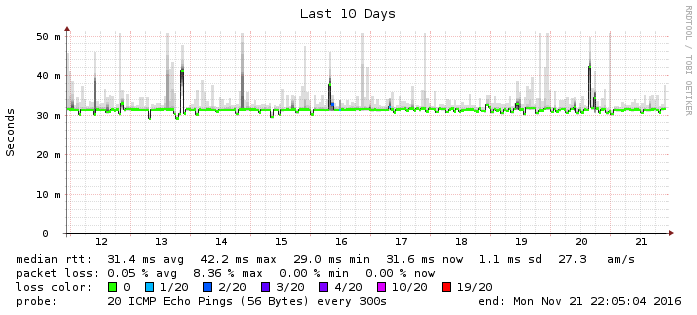 Last 10 Days
RRDTOOL / TOBI OETIKER
Seconds
50 m
40 m
30 m
20 m
10 m
0
12 13 14 15 16 17 18 19 20 21
median rtt: 31.4 ms avg 42.2 ms max 29.0 ms min 31.6 ms now 1.1 ms sd 27.3 am/s
packet loss: 0.05 % avg 8.36 % max 0.00 % min 0.00 % now
loss color: 0 1/20 2/20 3/20 4/20 10/20 19/20
probe: 20 ICMP Echo Pings (56 Bytes) every 300s end: Mon Nov 21 22:05:04 2016